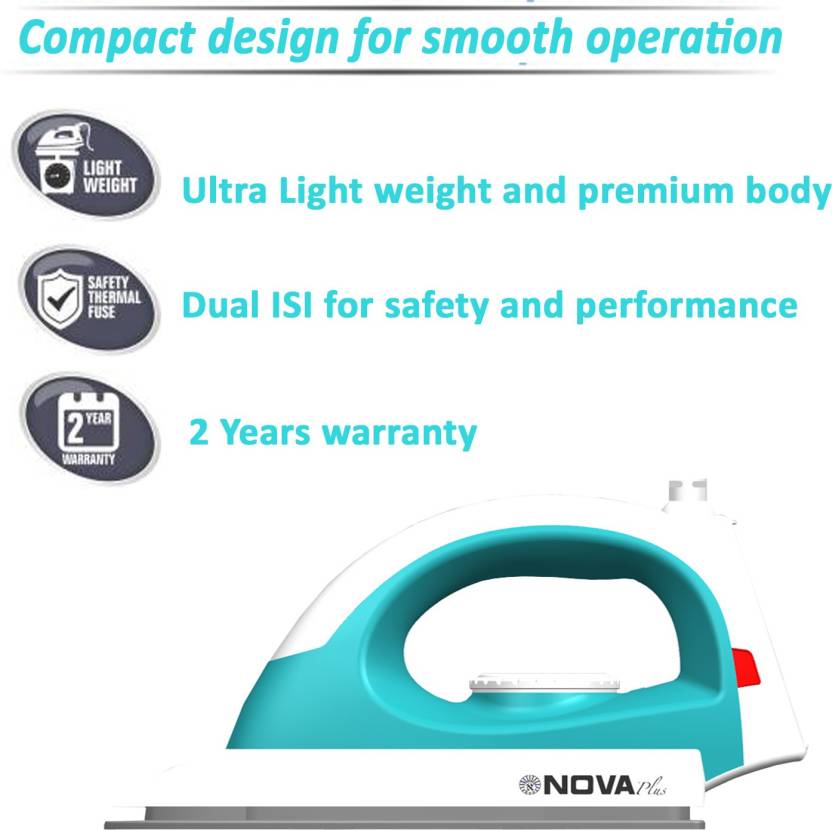 Compact design for smooth operation
LIGHT
WEIGHT
Ultra Light weight and premium body
SAFETY
THERMAL
FUSE
Dual ISI for safety and performance
2 YEAR
WARRANTY
2 Years warranty
NOVA Plus